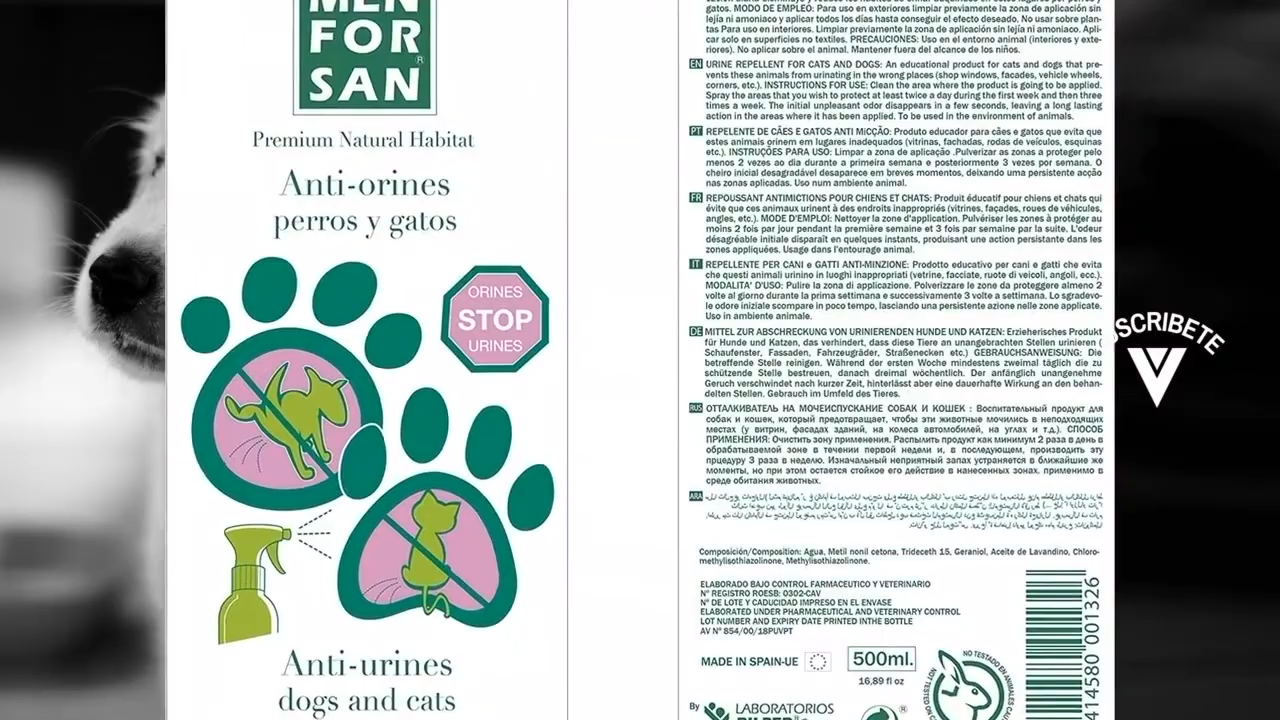 MEN
FOR
SAN
®
Premium Natural Habitat
Anti-orines
perros y gatos
ORINES
STOP
URINES
Anti-urines
dogs and cats
gatos. MODO DE EMPLEO: Para uso en exteriores limpiar previamente la zona de aplicación sin
lejía ni amoniaco y aplicar todos los días hasta conseguir el efecto deseado. No usar sobre plan-
tas Para uso en interiores. Limpiar previamente la zona de aplicación sin lejía ni amoniaco. Apli-
car solo en superficies no textiles. PRECAUCIONES: Uso en el entorno animal (interiores y exte-
riores). No aplicar sobre el animal. Mantener fuera del alcance de los niños.
EN URINE REPELLENT FOR CATS AND DOGS: An educational product for cats and dogs that pre-
vents these animals from urinating in the wrong places (shop windows, facades, vehicle wheels,
corners, etc.). INSTRUCTIONS FOR USE: Clean the area where the product is going to be applied.
Spray the areas that you wish to protect at least twice a day during the first week and then three
times a week. The initial unpleasant odor disappears in a few seconds, leaving a long lasting
action in the areas where it has been applied. To be used in the environment of animals.
PT REPELENTE DE CÃES E GATOS ANTI MICÇÃO: Produto educador para cães e gatos que evita que
estes animais orinem em lugares inadequados (vitrinas, fachadas, rodas de veículos, esquinas
etc.). INSTRUÇÕES PARA USO: Limpar a zona de aplicação .Pulverizar as zonas a proteger pelo
menos 2 vezes ao dia durante a primeira semana e posteriormente 3 vezes por semana. O
cheiro inicial desagradável desaparece em breves momentos, deixando uma persistente acção
nas zonas aplicadas. Uso num ambiente animal.
FR REPOUSSANT ANTIMICTIONS POUR CHIENS ET CHATS: Produit éducatif pour chiens et chats qui
évite que ces animaux urinent à des endroits inappropriés (vitrines, façades, roues de véhicules,
angles, etc.). MODE D'EMPLOI: Nettoyer la zone d'application. Pulvériser les zones à protéger au
moins 2 fois par jour pendant la première semaine et 3 fois par semaine par la suite. L'odeur
désagréable initiale disparaît en quelques instants, produisant une action persistante dans les
zones appliquées. Usage dans l'entourage animal.
IT REPELLENTE PER CANI e GATTI ANTI-MINZIONE: Prodotto educativo per cani e gatti che evita
che questi animali urinino in luoghi inappropriati (vetrine, facciate, ruote di veicoli, angoli, ecc.).
MODALITA' D'USO: Pulire la zona di applicazione. Polverizzare le zone da proteggere almeno 2
volte al giorno durante la prima settimana e successivamente 3 volte a settimana. Lo sgradevo-
le odore iniziale scompare in poco tempo, lasciando una persistente azione nelle zone applicate.
Uso in ambiente animale.
DE MITTEL ZUR ABSCHRECKUNG VON URINIERENDEN HUNDE UND KATZEN: Erzieherisches Produkt
für Hunde und Katzen, das verhindert, dass diese Tiere an unangebrachten Stellen urinieren (
Schaufenster, Fassaden, Fahrzeugräder, Straßenecken etc.) GEBRAUCHSANWEISUNG: Die
betreffende Stelle reinigen. Während der ersten Woche mindestens zweimal täglich die zu
schützende Stelle bestreuen, danach dreimal wöchentlich. Der anfänglich unangenehme
Geruch verschwindet nach kurzer Zeit, hinterlässt aber eine dauerhafte Wirkung an den behan-
delten Stellen. Gebrauch im Umfeld des Tieres.
RUS ОТТАЛКИВАТЕЛЬ НА МОЧЕИСПУСКАНИЕ СОБАК И КОШЕК : Воспитательный продукт для
собак и кошек, который предотвращает, чтобы эти животные мочились в неподходящих
местах (у витрин, фасадах зданий, на колеса автомобилей, на углах и т.д.). СПОСОБ
ПРИМЕНЕНИЯ: Очистить зону применения. Распылить продукт как минимум 2 раза в день в
обрабатываемой зоне в течении первой недели и, в последующем, производить эту
прцедуру 3 раза в неделю. Изначальный неприятный запах устраняется в ближайшие же
моменты, но при этом остается стойкое его действие в нанесенных зонах. применимо в
среде обитания животных.
ARA
Composición/Composition: Agua, Metil nonil cetona, Trideceth 15, Geraniol, Aceite de Lavandino, Chloro-
methylisothiazolinone, Methylisothiazolinone.
ELABORADO BAJO CONTROL FARMACEUTICO Y VETERINARIO
Nº REGISTRO ROESB: 0302-CAV
Nº DE LOTE Y CADUCIDAD IMPRESO EN EL ENVASE
ELABORATED UNDER PHARMACEUTICAL AND VETERINARY CONTROL
LOT NUMBER AND EXPIRY DATE PRINTED INTHE BOTTLE
AV Nº 854/00/18PUVPT
MADE IN SPAIN-UE
500ml.
16,89 fl oz
NO TESTADO EN ANIMALES
By LABORATORIOS
®
414580 001326
SCRIBETE